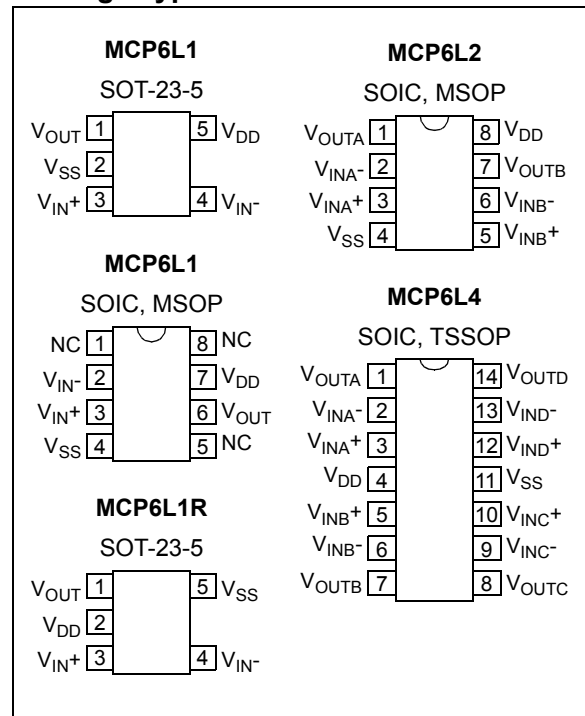 MCP6L1
SOT-23-5
VOUT 1 5 VDD
VSS 2
VIN+ 3 4 VIN-
MCP6L1
SOIC, MSOP
NC 1 8 NC
VIN- 2 7 VDD
VIN+ 3 6 VOUT
VSS 4 5 NC
MCP6L1R
SOT-23-5
VOUT 1 5 VSS
VDD 2
VIN+ 3 4 VIN-
MCP6L2
SOIC, MSOP
VOUTA 1 8 VDD
VINA- 2 7 VOUTB
VINA+ 3 6 VINB-
VSS 4 5 VINB+
MCP6L4
SOIC, TSSOP
VOUTA 1 14 VOUTD
VINA- 2 13 VIND-
VINA+ 3 12 VIND+
VDD 4 11 VSS
VINB+ 5 10 VINC+
VINB- 6 9 VINC-
VOUTB 7 8 VOUTC